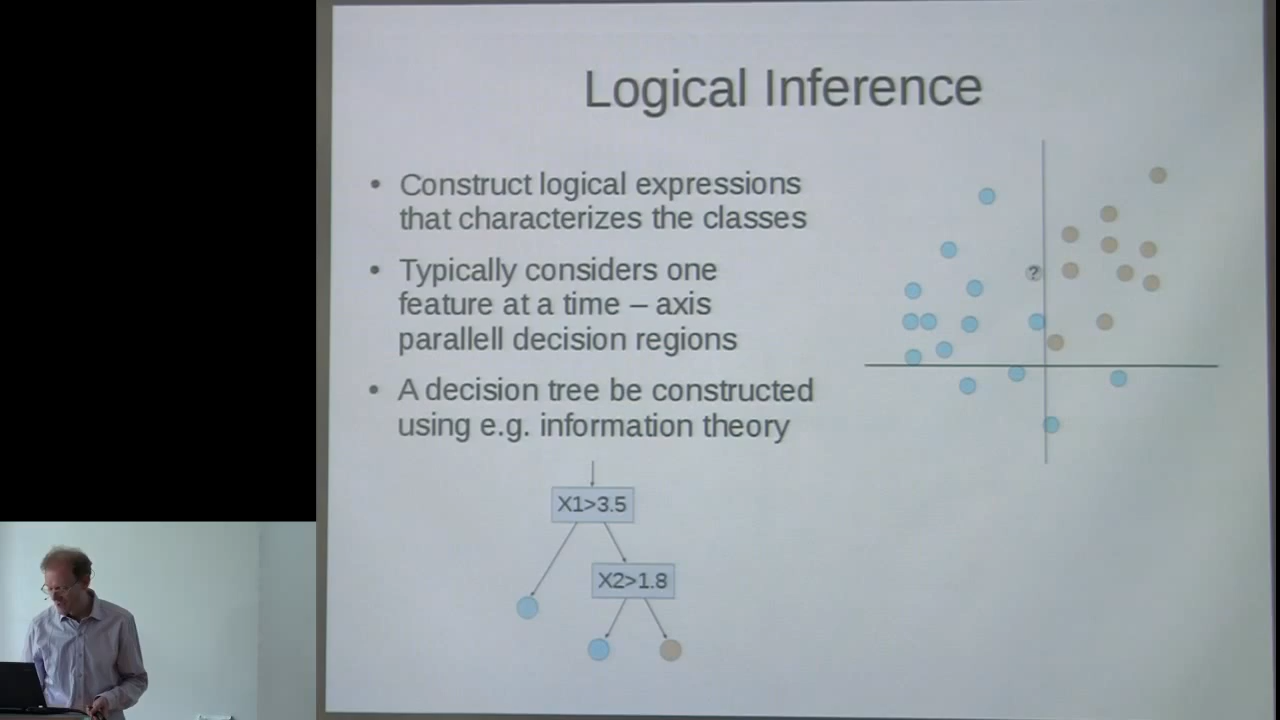 Logical Inference
• Construct logical expressions
that characterizes the classes
• Typically considers one
feature at a time – axis
parallell decision regions
• A decision tree be constructed
using e.g. information theory
?
X1>3.5
X2>1.8